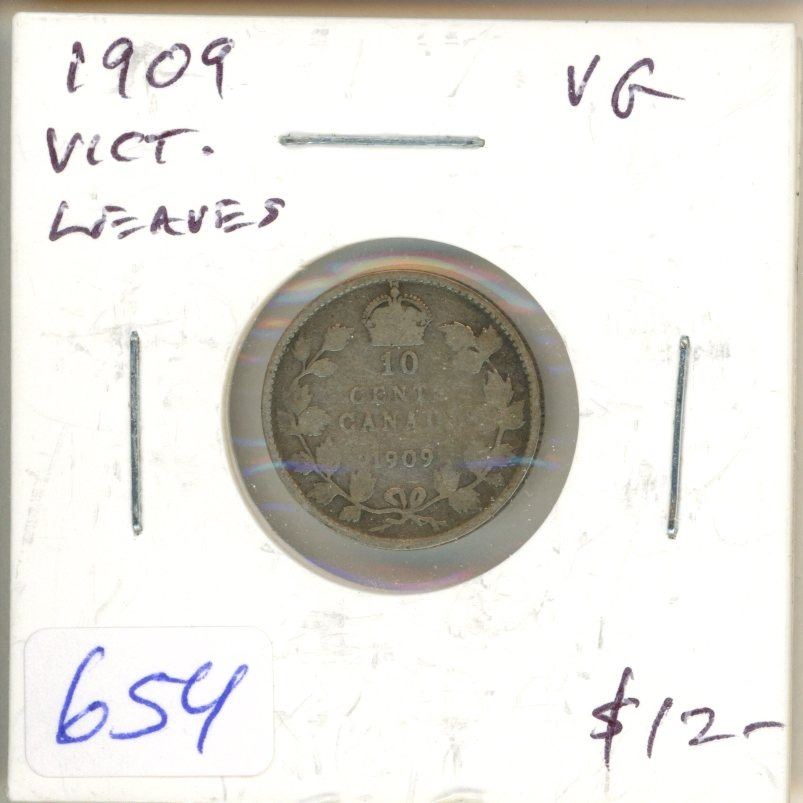 1909
VG
VICT.
LEAVES
10
CENTS
CANADA
1909
654
$12-